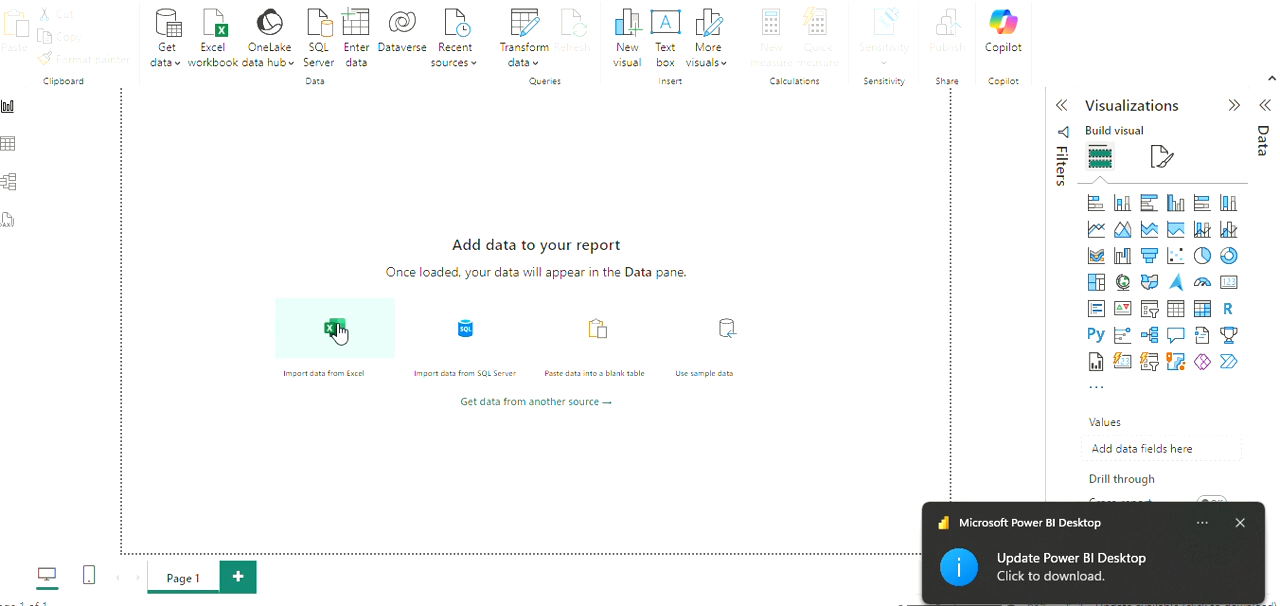 Paste
Cut
Copy
Format painter
Clipboard
Get
data
Excel
workbook
OneLake
data hub
SQL
Server
Enter
data
Dataverse
Recent
sources
Data
Transform
data
Refresh
Queries
New
visual
Text
box
More
visuals
Insert
New
measure
Quick
measure
Calculations
Sensitivity
Sensitivity
Publish
Share
Copilot
Copilot
Add data to your report
Once loaded, your data will appear in the Data pane.
Import data from Excel
Import data from SQL Server
Paste data into a blank table
Use sample data
Get data from another source →
Filters
Visualizations
Build visual
Data
R
Py
Values
Add data fields here
Drill through
Microsoft Power BI Desktop
Update Power BI Desktop
Click to download.
Page 1